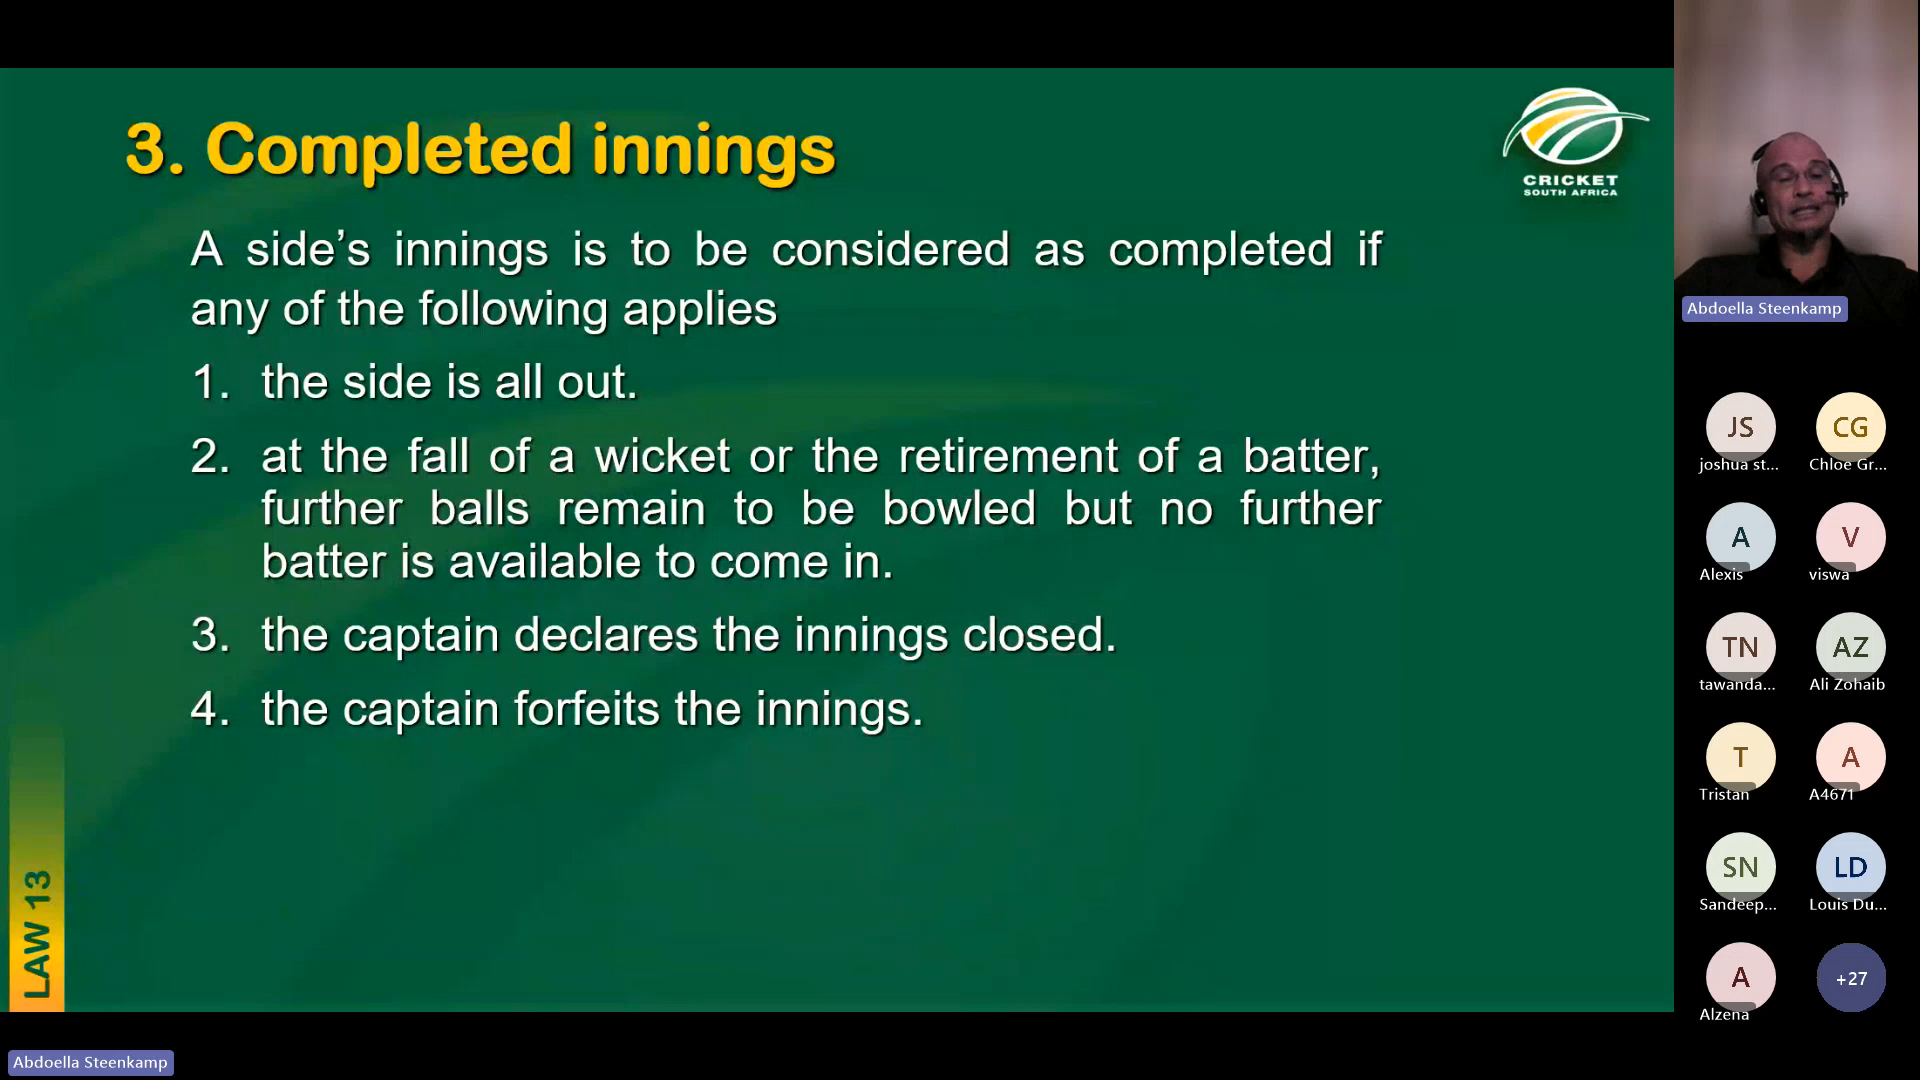 3. Completed innings
CRICKET
SOUTH AFRICA
A side’s innings is to be considered as completed if
any of the following applies
1. the side is all out.
2. at the fall of a wicket or the retirement of a batter,
further balls remain to be bowled but no further
batter is available to come in.
3. the captain declares the innings closed.
4. the captain forfeits the innings.
LAW 13
Abdoella Steenkamp
Abdoella Steenkamp
JS
joshua st...
CG
Chloe Gr...
A
Alexis
V
viswa
TN
tawanda...
AZ
Ali Zohaib
T
Tristan
A
A4671
SN
Sandeep...
LD
Louis Du...
A
Alzena
+27